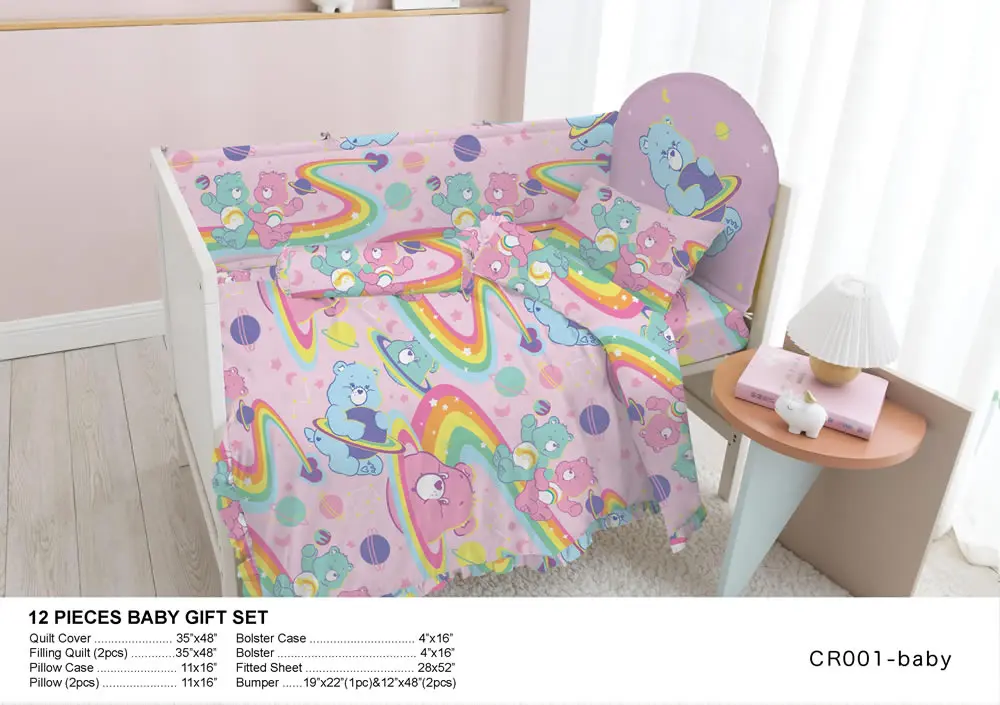 12 PIECES BABY GIFT SET
Quilt Cover ....................... 35"x48"
Filling Quilt (2pcs) .............35"x48"
Pillow Case ....................... 11x16"
Pillow (2pcs) ...................... 11x16"
Bolster Case ............................... 4"x16"
Bolster ........................................ 4"x16"
Fitted Sheet ................................ 28x52"
Bumper ......19"x22"(1pc)&12"x48"(2pcs)
CR001-baby